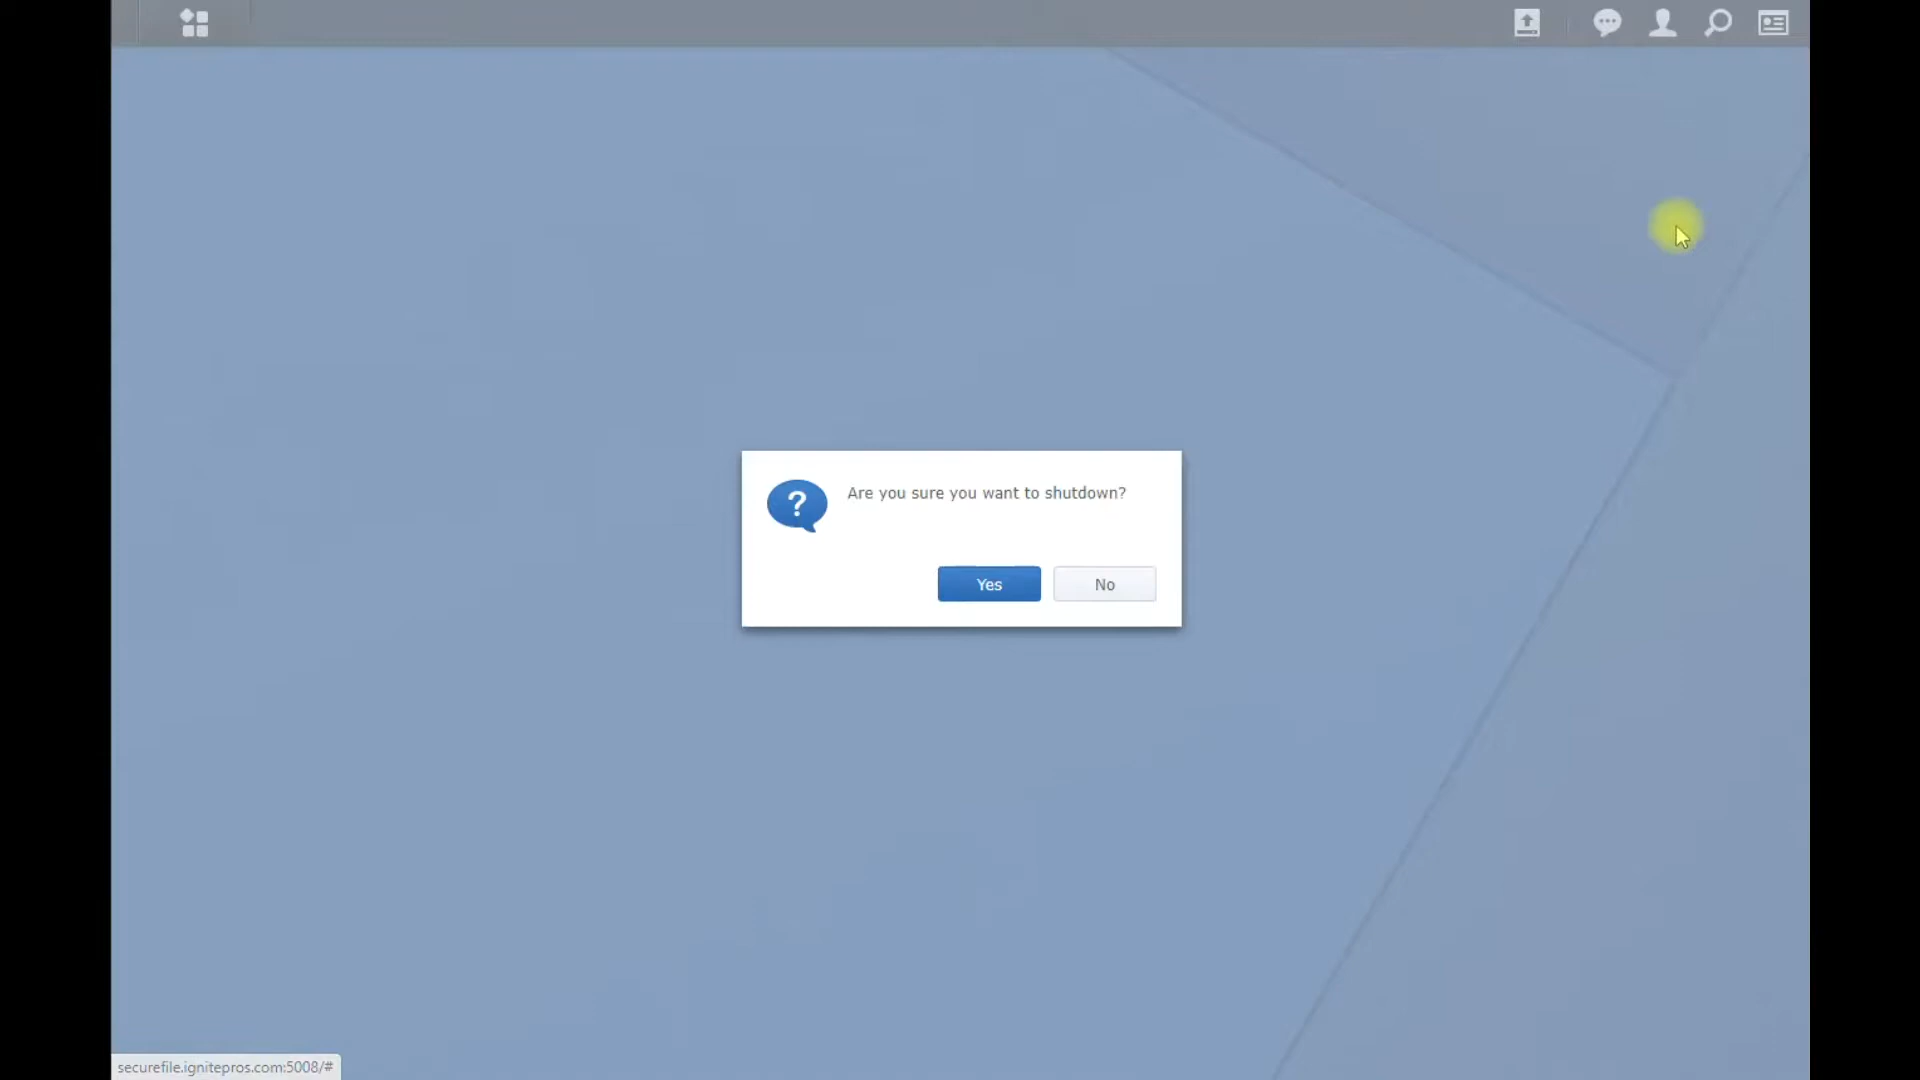 Are you sure you want to shutdown?
Yes
No
securefile.ignitepros.com:5008/#